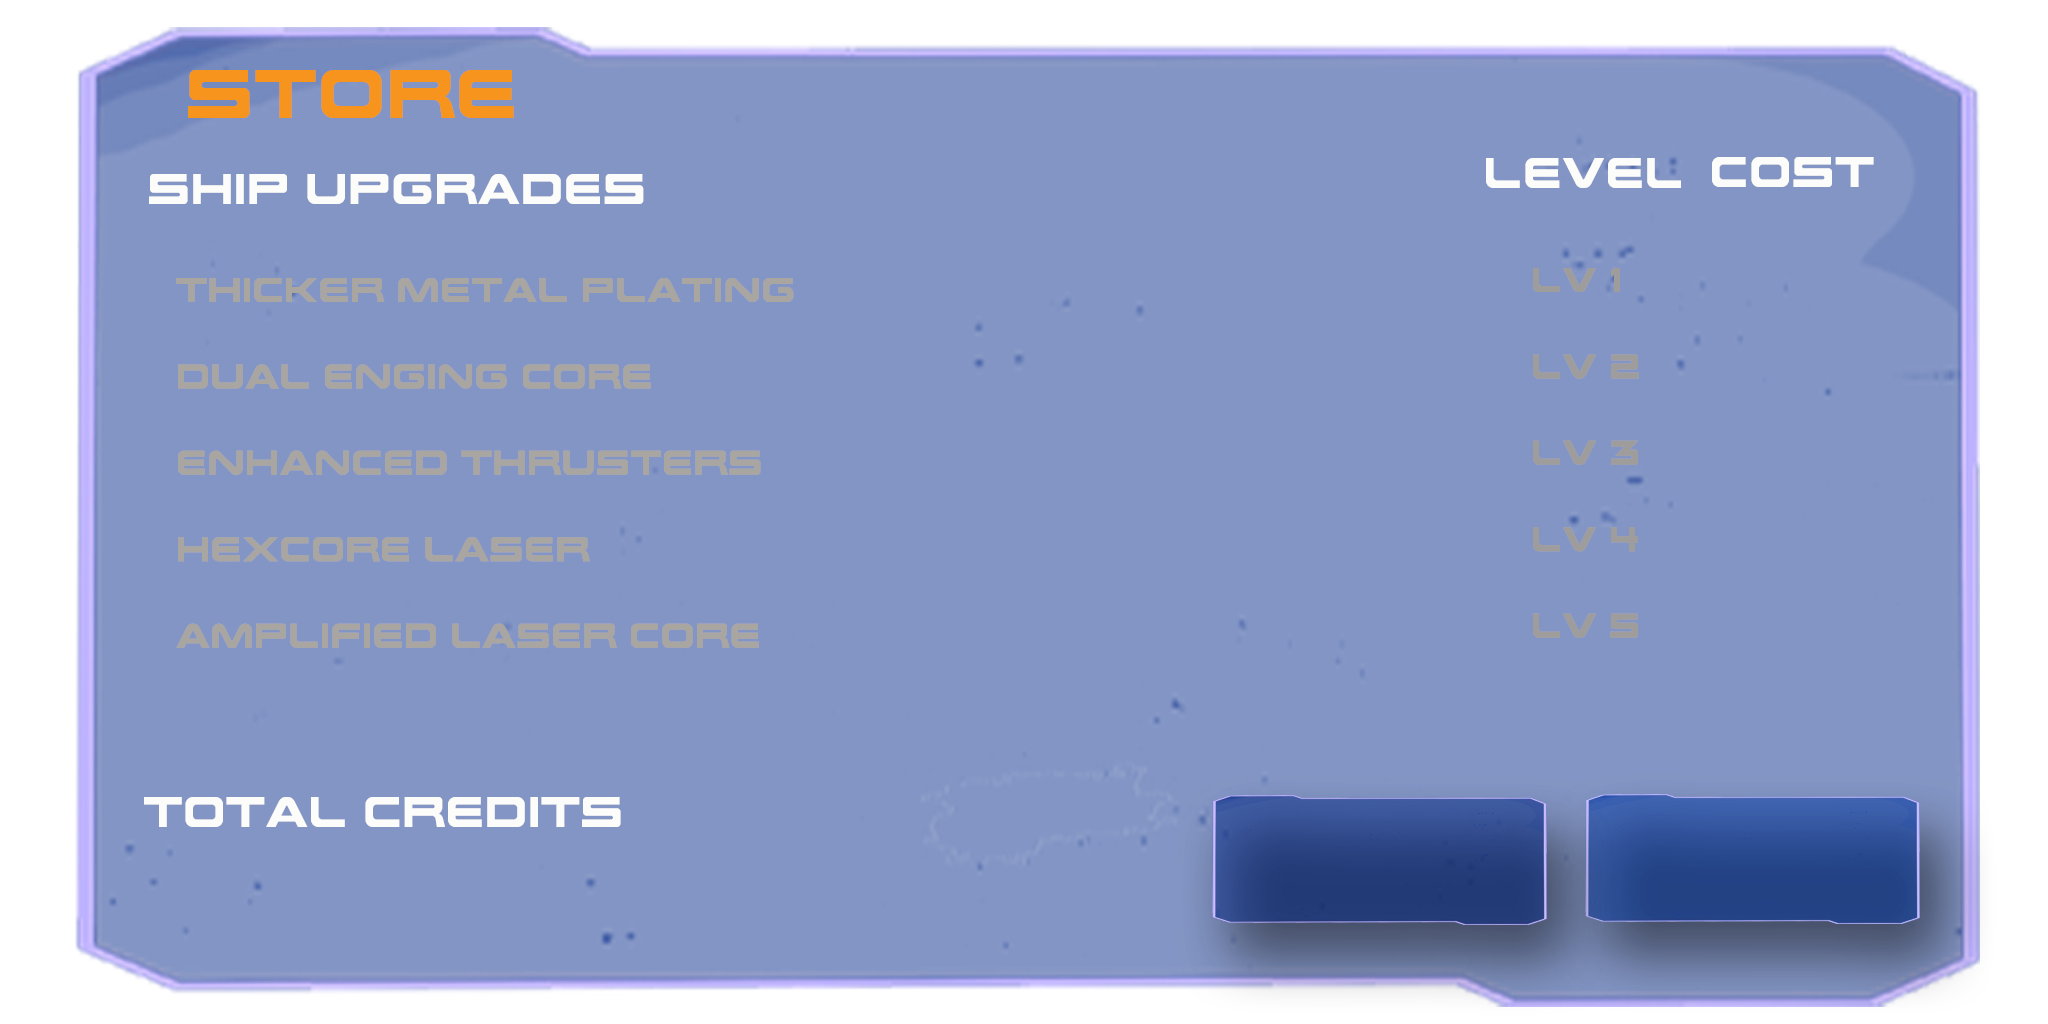 STORE
SHIP UPGRADES LEVEL COST
THICKER METAL PLATING LV 1
DUAL ENGING CORE LV 2
ENHANCED THRUSTERS LV 3
HEXCORE LASER LV 4
AMPLIFIED LASER CORE LV 5
TOTAL CREDITS